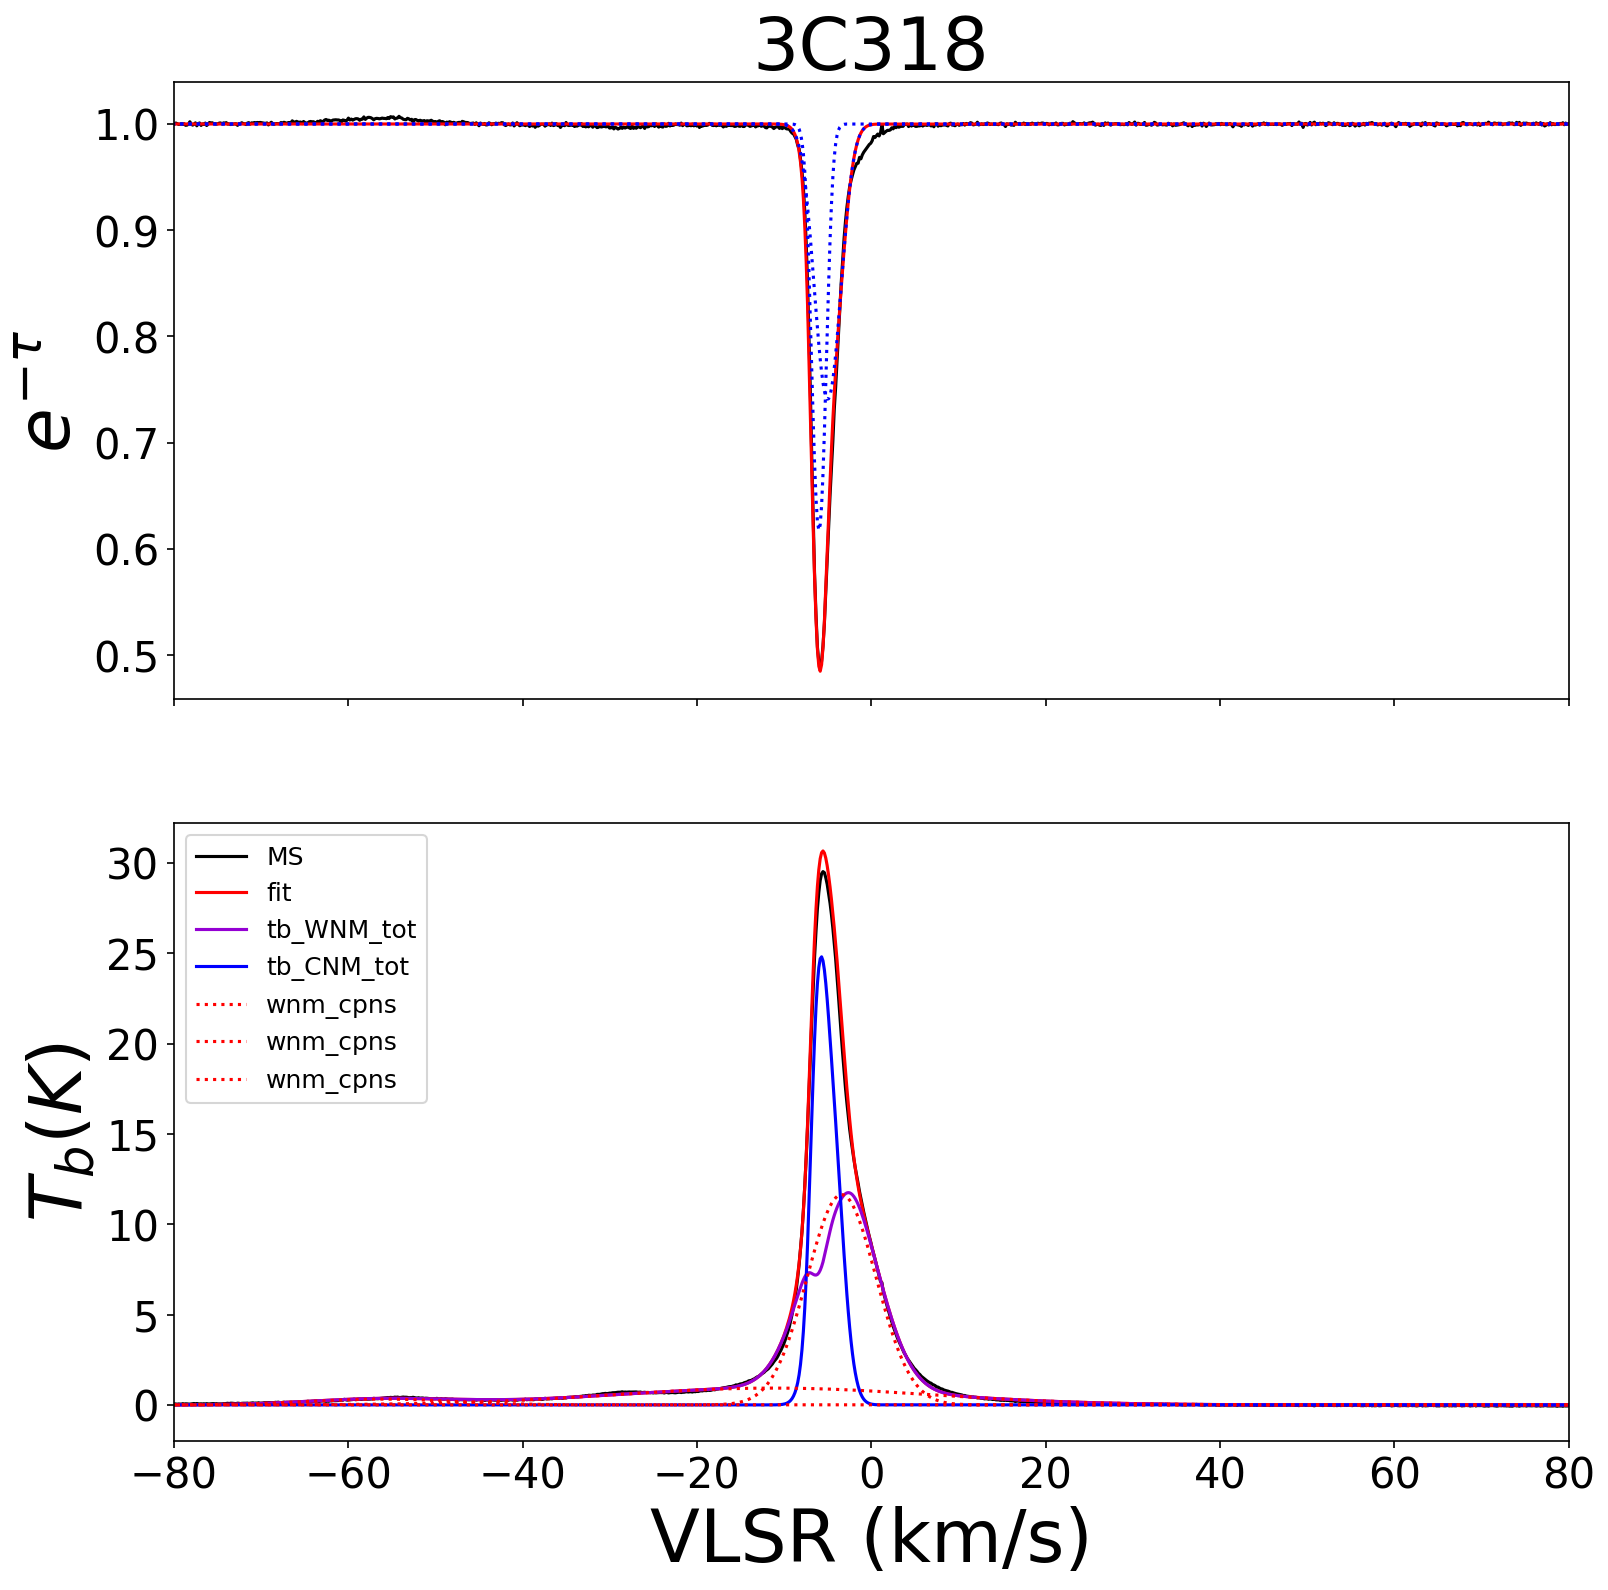 3C318
1.0
0.9
0.8
0.7
0.6
0.5
e^{-τ}
30
25
20
15
10
5
0
T_b(K)
MS
fit
tb_WNM_tot
tb_CNM_tot
wnm_cpns
wnm_cpns
wnm_cpns
−80 −60 −40 −20 0 20 40 60 80
VLSR (km/s)